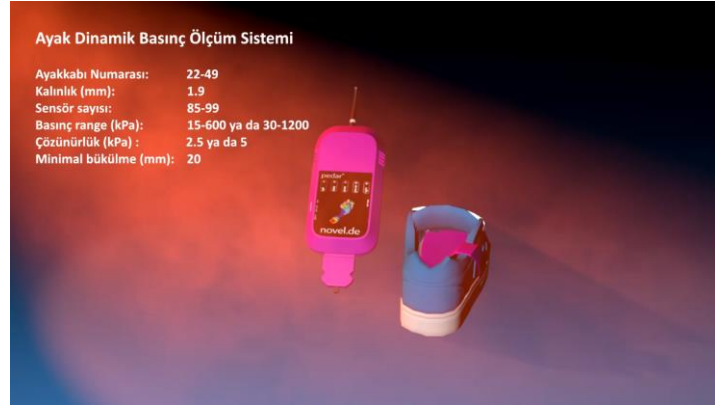 Ayak Dinamik Basınç Ölçüm Sistemi
Ayakkabı Numarası: 22-49
Kalınlık (mm): 1.9
Sensör sayısı: 85-99
Basınç range (kPa): 15-600 ya da 30-1200
Çözünürlük (kPa) : 2.5 ya da 5
Minimal bükülme (mm): 20
pedar
novel.de